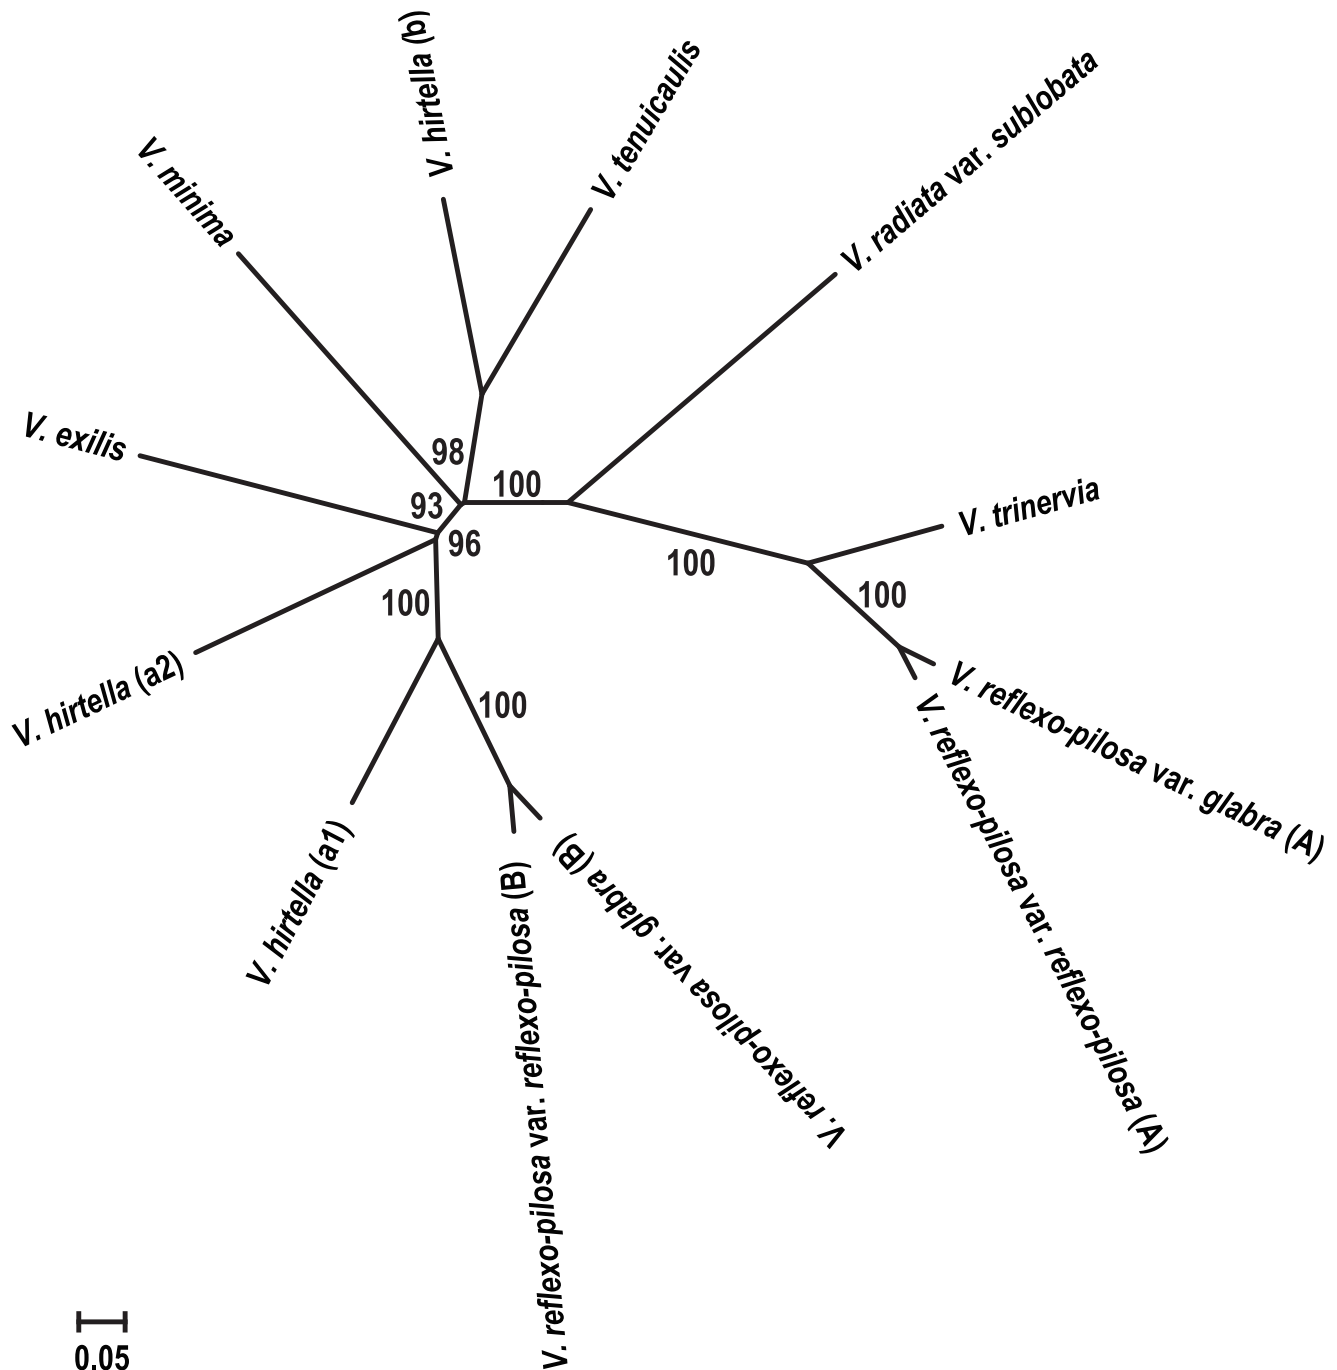 V. hirtella (b)
V. tenuicaulis
V. radiata var. sublobata
V. minima
V. exilis
98
100
93
96
V. trinervia
100
100
100
V. hirtella (a2)
V. reflexo-pilosa var. glabra (A)
100
V. reflexo-pilosa var. reflexo-pilosa (A)
V. hirtella (a1)
V. reflexo-pilosa var. glabra (B)
V. reflexo-pilosa var. reflexo-pilosa (B)
0.05